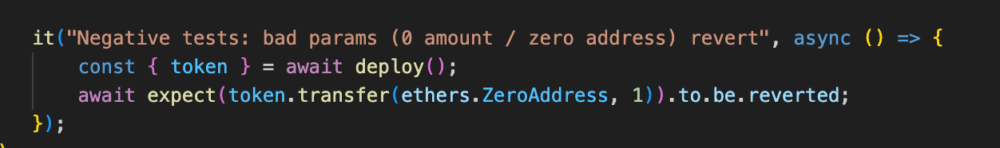 it("Negative tests: bad params (0 amount / zero address) revert", async () => {
    const { token } = await deploy();
    await expect(token.transfer(ethers.ZeroAddress, 1)).to.be.reverted;
});